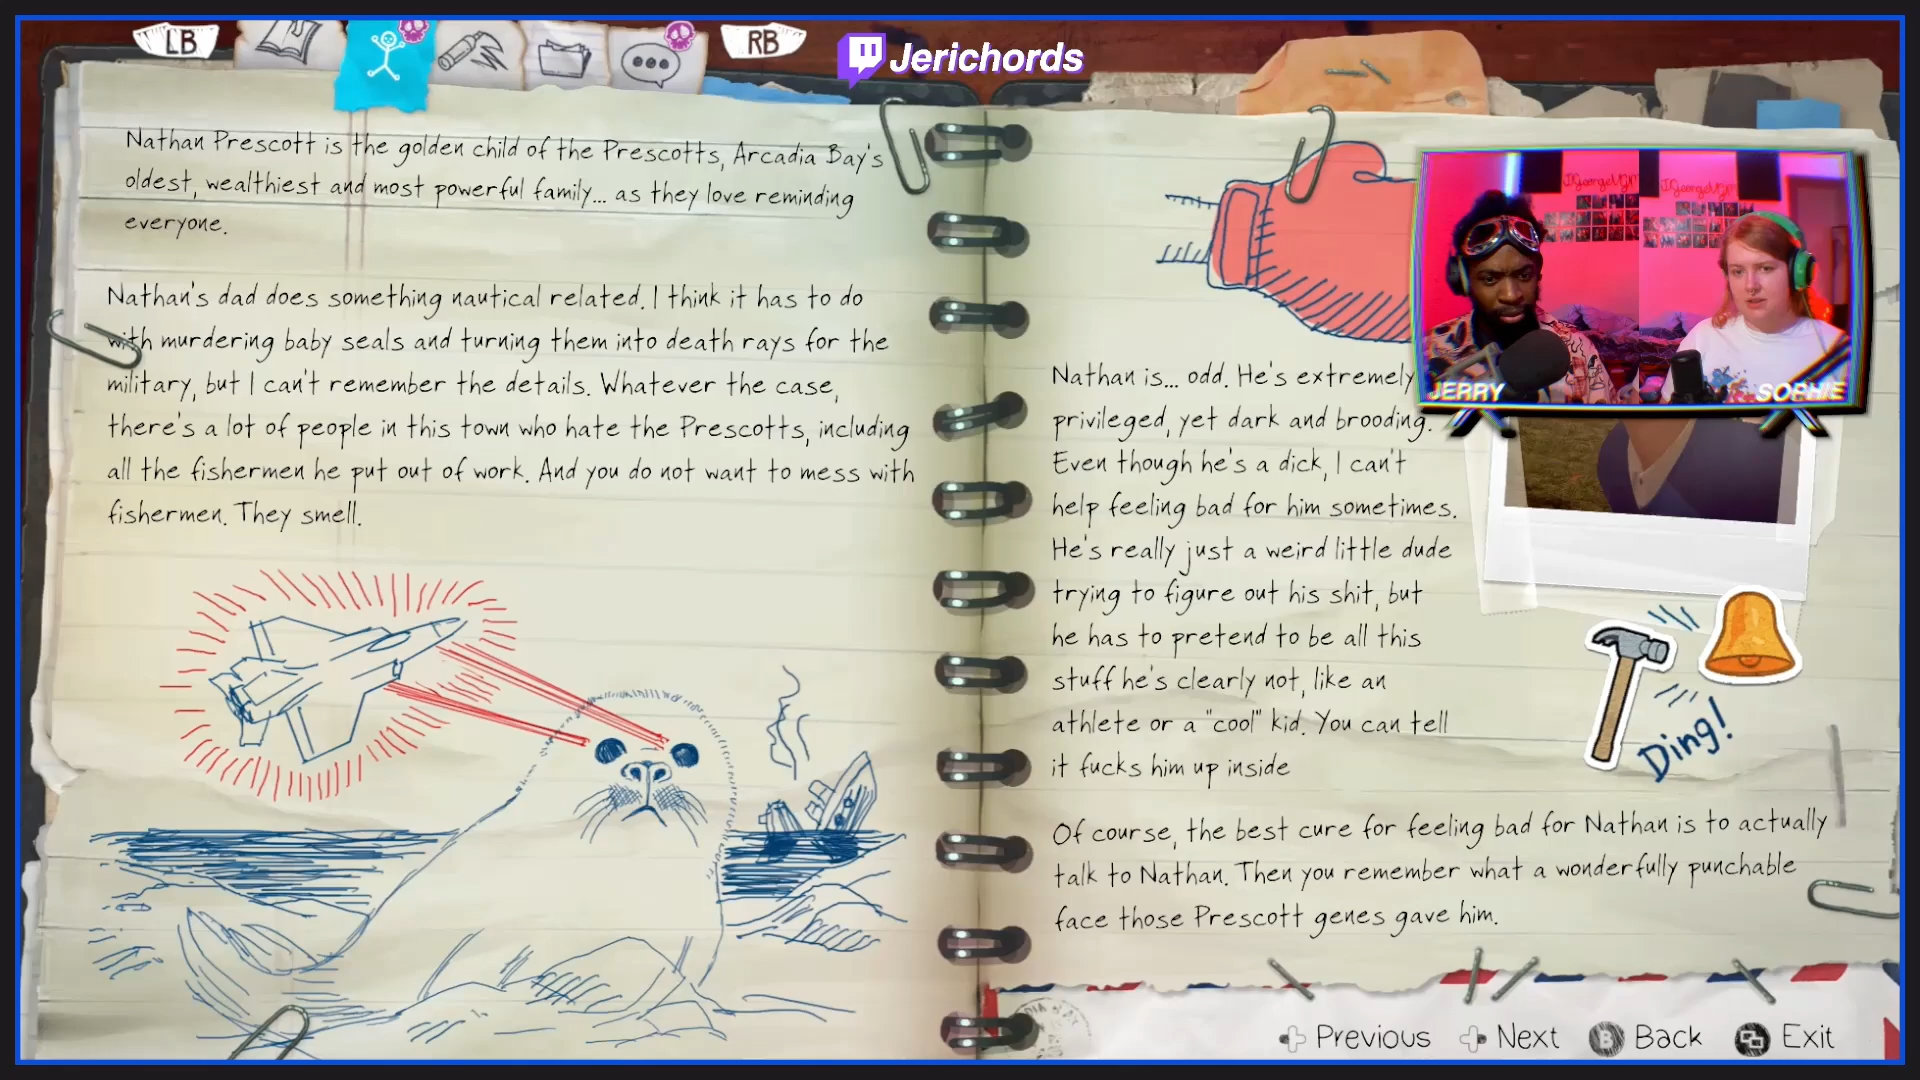 LB
RB
Jerichords
Nathan Prescott is the golden child of the Prescotts, Arcadia Bay's
oldest, wealthiest and most powerful family... as they love reminding
everyone.
Nathan's dad does something nautical related. I think it has to do
with murdering baby seals and turning them into death rays for the
military, but I can't remember the details. Whatever the case,
there's a lot of people in this town who hate the Prescotts, including
all the fishermen he put out of work. And you do not want to mess with
fishermen. They smell.
JERRY
SOPHIE
Nathan is... odd. He's extremely
privileged, yet dark and brooding.
Even though he's a dick, I can't
help feeling bad for him sometimes.
He's really just a weird little dude
trying to figure out his shit, but
he has to pretend to be all this
stuff he's clearly not, like an
athlete or a "cool" kid. You can tell
it fucks him up inside
Ding!
Of course, the best cure for feeling bad for Nathan is to actually
talk to Nathan. Then you remember what a wonderfully punchable
face those Prescott genes gave him.
Previous
Next
B Back
Exit